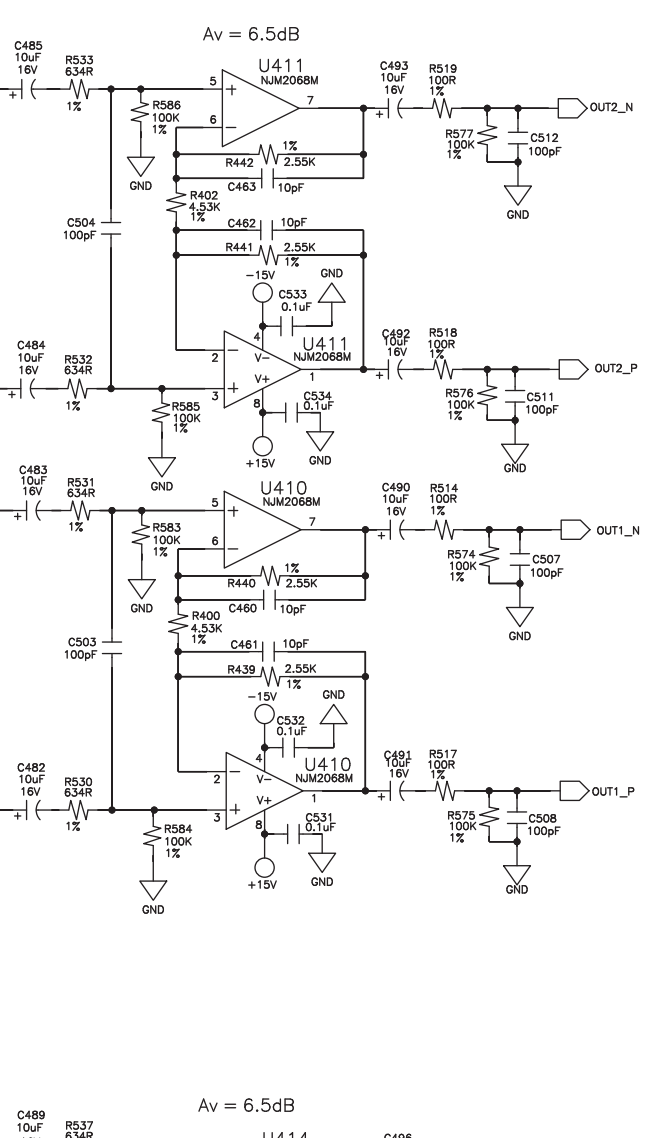 Av = 6.5dB
C485
10uF
16V
+
R533
634R
1%
R586
100K
1%
GND
5
+
6
−
7
U411
NJM2068M
1%
R442 2.55K
C463 10pF
C493
10uF
16V
+
R519
100R
1%
R577
100K
1%
C512
100pF
GND
OUT2_N
C504
100pF
R402
4.53K
1%
C462 10pF
R441 2.55K
1%
−15V
GND
C533
0.1uF
C484
10uF
16V
+
R532
634R
1%
R585
100K
1%
GND
2
−
3
+
4
V−
V+
8
1
U411
NJM2068M
C534
0.1uF
+15V
GND
C492
10uF
16V
+
R518
100R
1%
R576
100K
1%
C511
100pF
GND
OUT2_P
C483
10uF
16V
+
R531
634R
1%
R583
100K
1%
GND
5
+
6
−
7
U410
NJM2068M
1%
R440 2.55K
C460 10pF
C490
10uF
16V
+
R514
100R
1%
R574
100K
1%
C507
100pF
GND
OUT1_N
C503
100pF
R400
4.53K
1%
C461 10pF
R439 2.55K
1%
−15V
GND
C532
0.1uF
C482
10uF
16V
+
R530
634R
1%
R584
100K
1%
GND
2
−
3
+
4
V−
V+
8
1
U410
NJM2068M
C531
0.1uF
+15V
GND
C491
10uF
16V
+
R517
100R
1%
R575
100K
1%
C508
100pF
GND
OUT1_P
Av = 6.5dB
C489
10uF
R537
634R
U414
C496